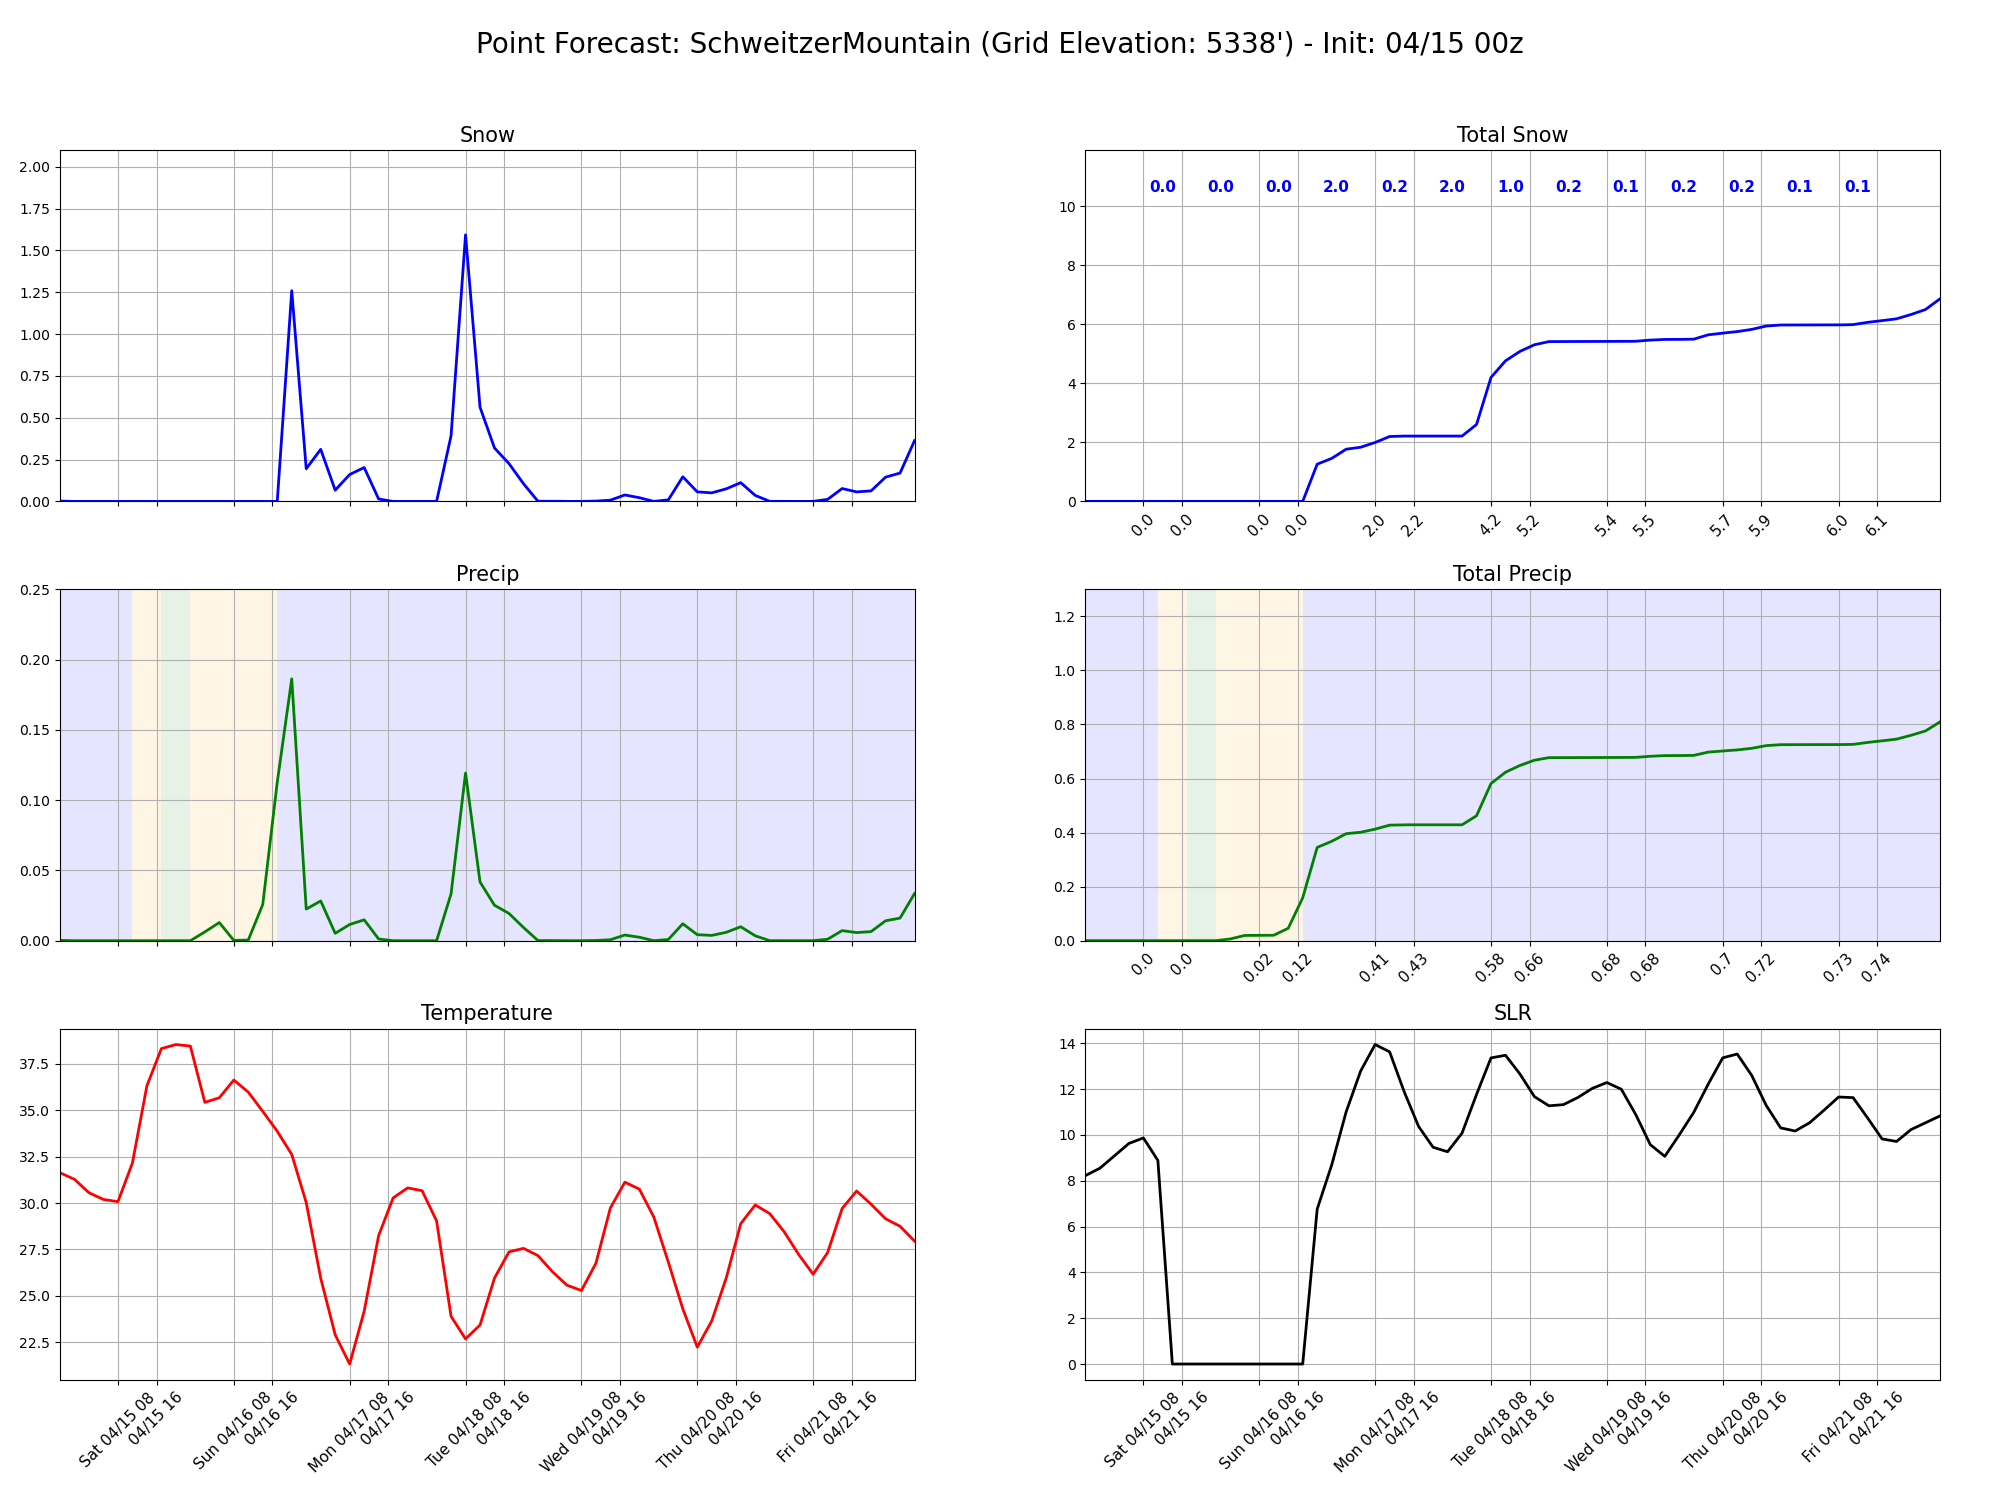 Point Forecast: SchweitzerMountain (Grid Elevation: 5338') - Init: 04/15 00z
Snow
2.00
1.75
1.50
1.25
1.00
0.75
0.50
0.25
0.00
Total Snow
0.0 0.0 0.0 2.0 0.2 2.0 1.0 0.2 0.1 0.2 0.2 0.1 0.1
10
8
6
4
2
0
0.0 0.0 0.0 0.0 2.0 2.2 4.2 5.2 5.4 5.5 5.7 5.9 6.0 6.1
Precip
0.25
0.20
0.15
0.10
0.05
0.00
Total Precip
1.2
1.0
0.8
0.6
0.4
0.2
0.0
0.0 0.0 0.02 0.12 0.41 0.43 0.58 0.66 0.68 0.68 0.7 0.72 0.73 0.74
Temperature
37.5
35.0
32.5
30.0
27.5
25.0
22.5
Sat 04/15 08
04/15 16
Sun 04/16 08
04/16 16
Mon 04/17 08
04/17 16
Tue 04/18 08
04/18 16
Wed 04/19 08
04/19 16
Thu 04/20 08
04/20 16
Fri 04/21 08
04/21 16
SLR
14
12
10
8
6
4
2
0
Sat 04/15 08
04/15 16
Sun 04/16 08
04/16 16
Mon 04/17 08
04/17 16
Tue 04/18 08
04/18 16
Wed 04/19 08
04/19 16
Thu 04/20 08
04/20 16
Fri 04/21 08
04/21 16